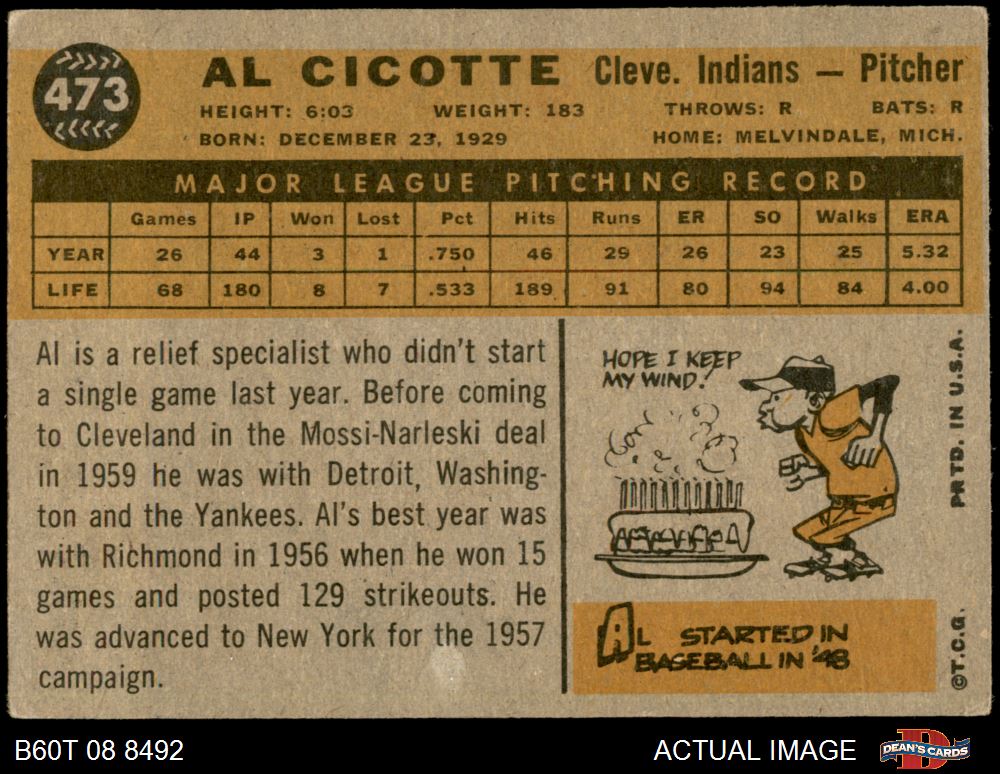 473
AL CICOTTE Cleve. Indians — Pitcher
HEIGHT: 6:03 WEIGHT: 183 THROWS: R BATS: R
BORN: DECEMBER 23, 1929 HOME: MELVINDALE, MICH.
MAJOR LEAGUE PITCHING RECORD
Games IP Won Lost Pct Hits Runs ER SO Walks ERA
YEAR 26 44 3 1 .750 46 29 26 23 25 5.32
LIFE 68 180 8 7 .533 189 91 80 94 84 4.00
Al is a relief specialist who didn't start
a single game last year. Before coming
to Cleveland in the Mossi-Narleski deal
in 1959 he was with Detroit, Washing-
ton and the Yankees. Al's best year was
with Richmond in 1956 when he won 15
games and posted 129 strikeouts. He
was advanced to New York for the 1957
campaign.
HOPE I KEEP
MY WIND!
AL STARTED IN
BASEBALL IN '48
PRTD. IN U.S.A.
©T.C.G.
B60T 08 8492 ACTUAL IMAGE DEAN'S CARDS